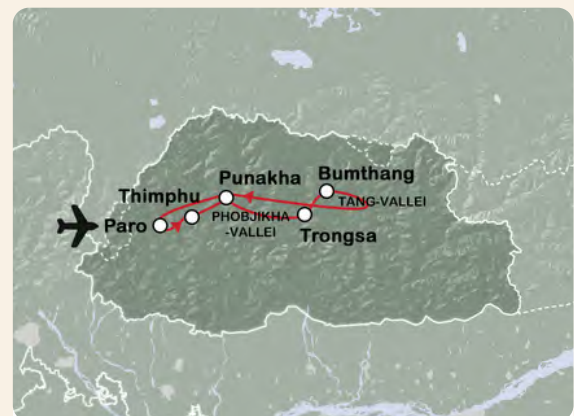 Bumthang
Punakha
TANG-VALLEI
Thimphu
PHOBJIKHA
-VALLEI
Paro
Trongsa